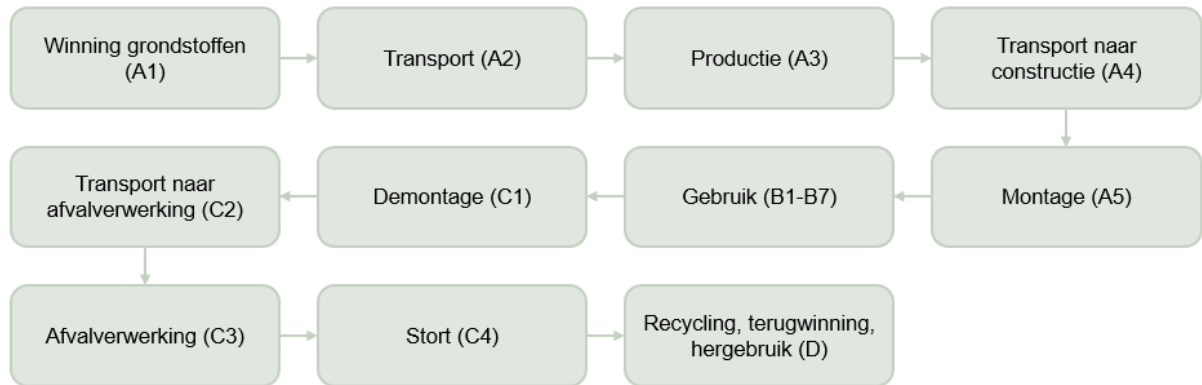 Winning grondstoffen
(A1)
Transport (A2)
Productie (A3)
Transport naar
constructie (A4)
Montage (A5)
Gebruik (B1-B7)
Demontage (C1)
Transport naar
afvalverwerking (C2)
Afvalverwerking (C3)
Stort (C4)
Recycling, terugwinning,
hergebruik (D)